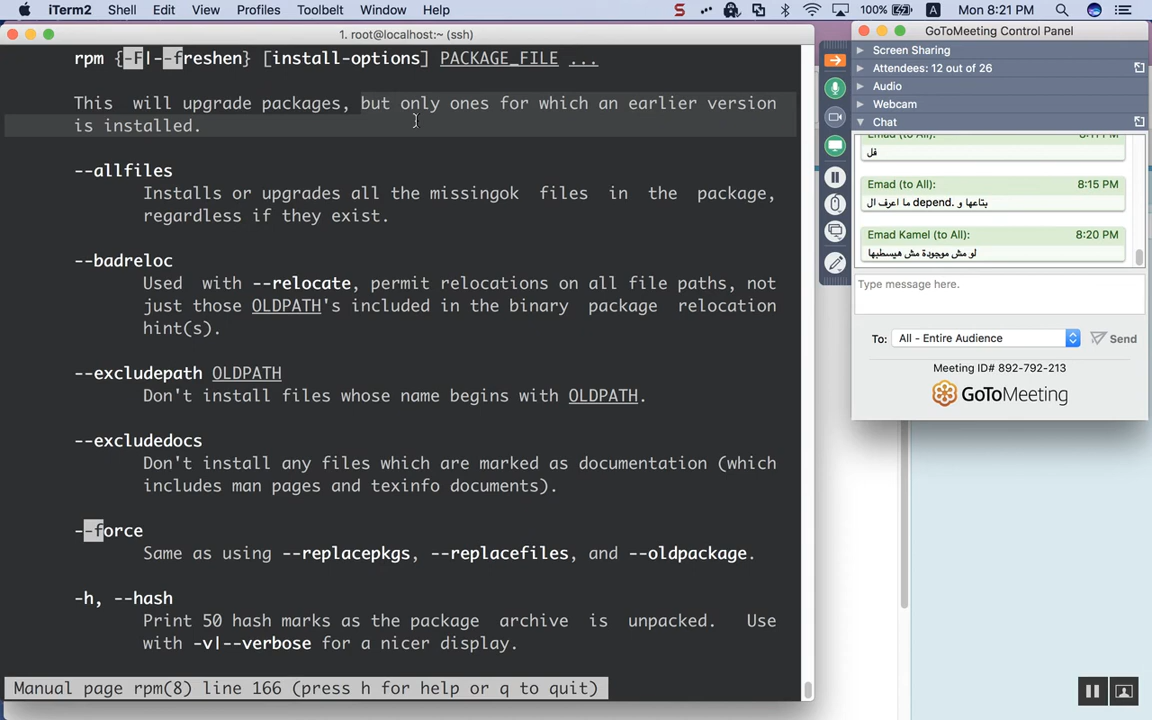 iTerm2 Shell Edit View Profiles Toolbelt Window Help
100% A Mon 8:21 PM
1. root@localhost:~ (ssh)
rpm {-F|--freshen} [install-options] PACKAGE_FILE ...
This will upgrade packages, but only ones for which an earlier version
is installed.
--allfiles
Installs or upgrades all the missingok files in the package,
regardless if they exist.
--badreloc
Used with --relocate, permit relocations on all file paths, not
just those OLDPATH's included in the binary package relocation
hint(s).
--excludepath OLDPATH
Don't install files whose name begins with OLDPATH.
--excludedocs
Don't install any files which are marked as documentation (which
includes man pages and texinfo documents).
--force
Same as using --replacepkgs, --replacefiles, and --oldpackage.
-h, --hash
Print 50 hash marks as the package archive is unpacked. Use
with -v|--verbose for a nicer display.
Manual page rpm(8) line 166 (press h for help or q to quit)
GoToMeeting Control Panel
Screen Sharing
Attendees: 12 out of 26
Audio
Webcam
Chat
Emad (to All): 8:14 PM
فل
Emad (to All): 8:15 PM
ما اعرف ال depend. بتاعها و
Emad Kamel (to All): 8:20 PM
لو مش موجودة مش هيسطبها
Type message here.
To: All - Entire Audience Send
Meeting ID# 892-792-213
GoToMeeting